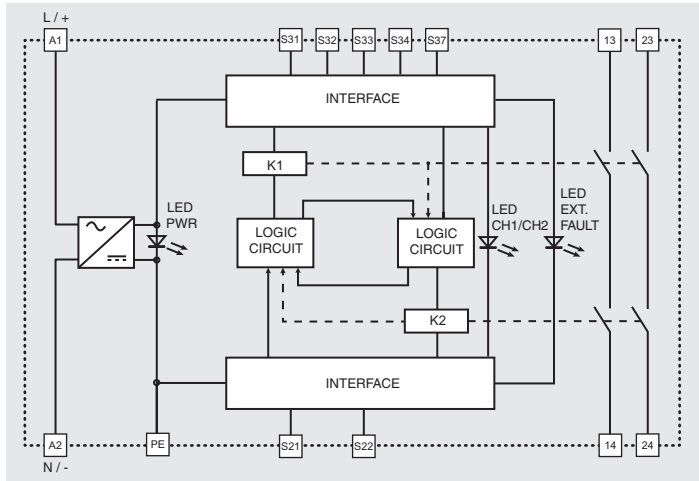 L / +
A1
S31
S32
S33
S34
S37
13
23
INTERFACE
K1
LED
PWR
LOGIC
CIRCUIT
LOGIC
CIRCUIT
LED
CH1/CH2
LED
EXT.
FAULT
K2
INTERFACE
A2
PE
S21
S22
14
24
N / -